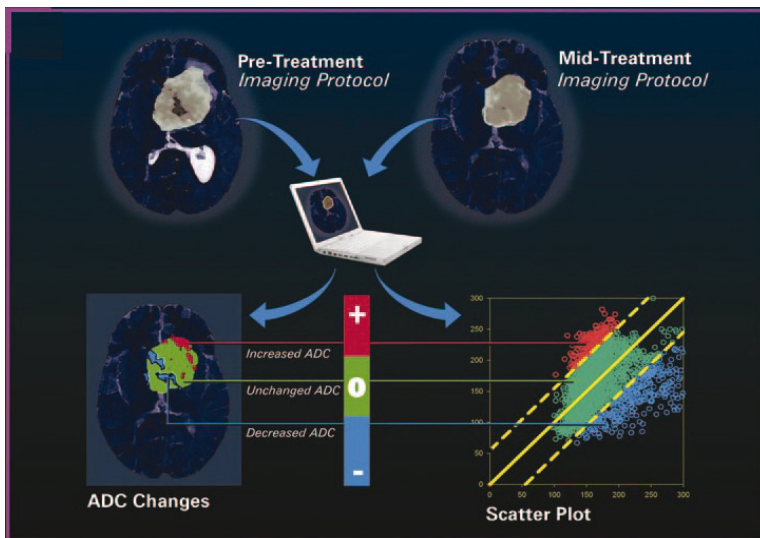 Pre-Treatment
Imaging Protocol
Mid-Treatment
Imaging Protocol
+
Increased ADC
0
Unchanged ADC
Decreased ADC
-
ADC Changes
300
250
200
150
100
50
0
0 50 100 150 200 250 300
Scatter Plot